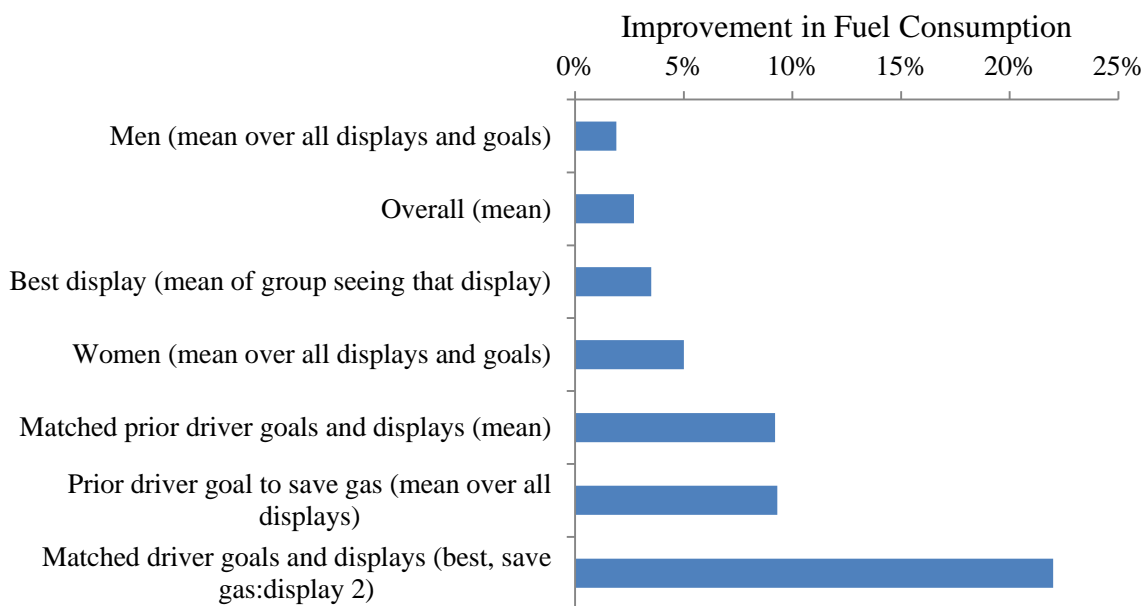 Improvement in Fuel Consumption
0% 5% 10% 15% 20% 25%
Men (mean over all displays and goals)
Overall (mean)
Best display (mean of group seeing that display)
Women (mean over all displays and goals)
Matched prior driver goals and displays (mean)
Prior driver goal to save gas (mean over all
displays)
Matched driver goals and displays (best, save
gas:display 2)